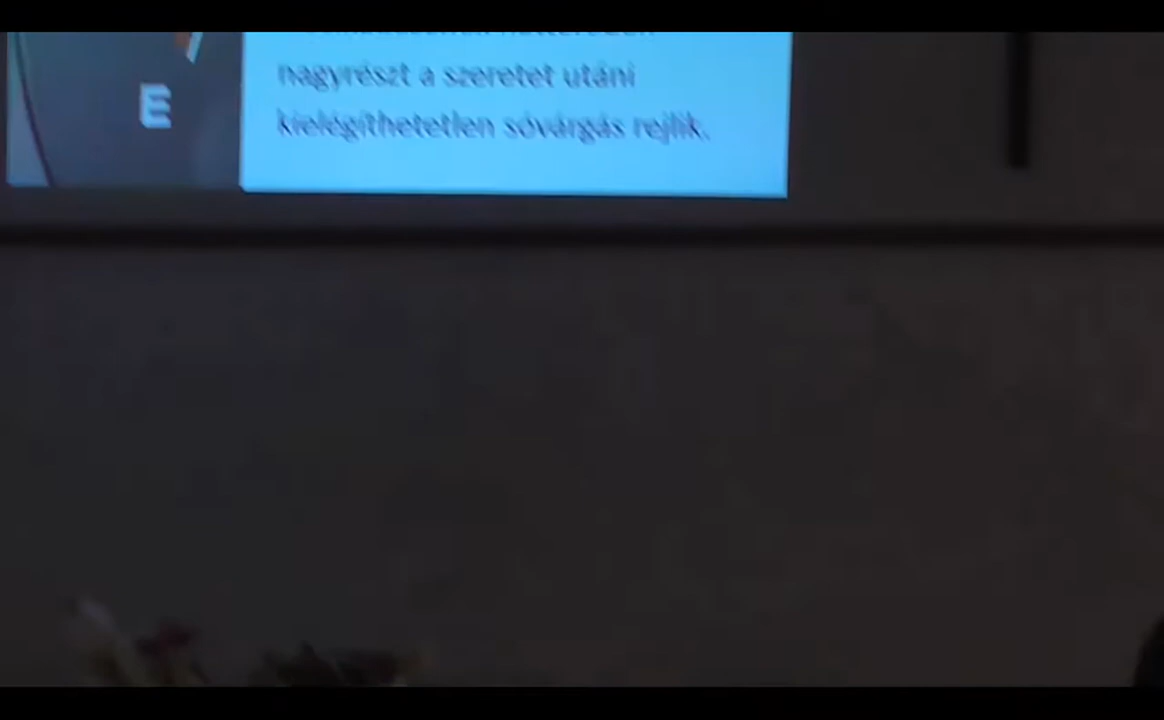 nagyrészt a szeretet utáni
kielégíthetetlen sóvárgás rejlik.
E